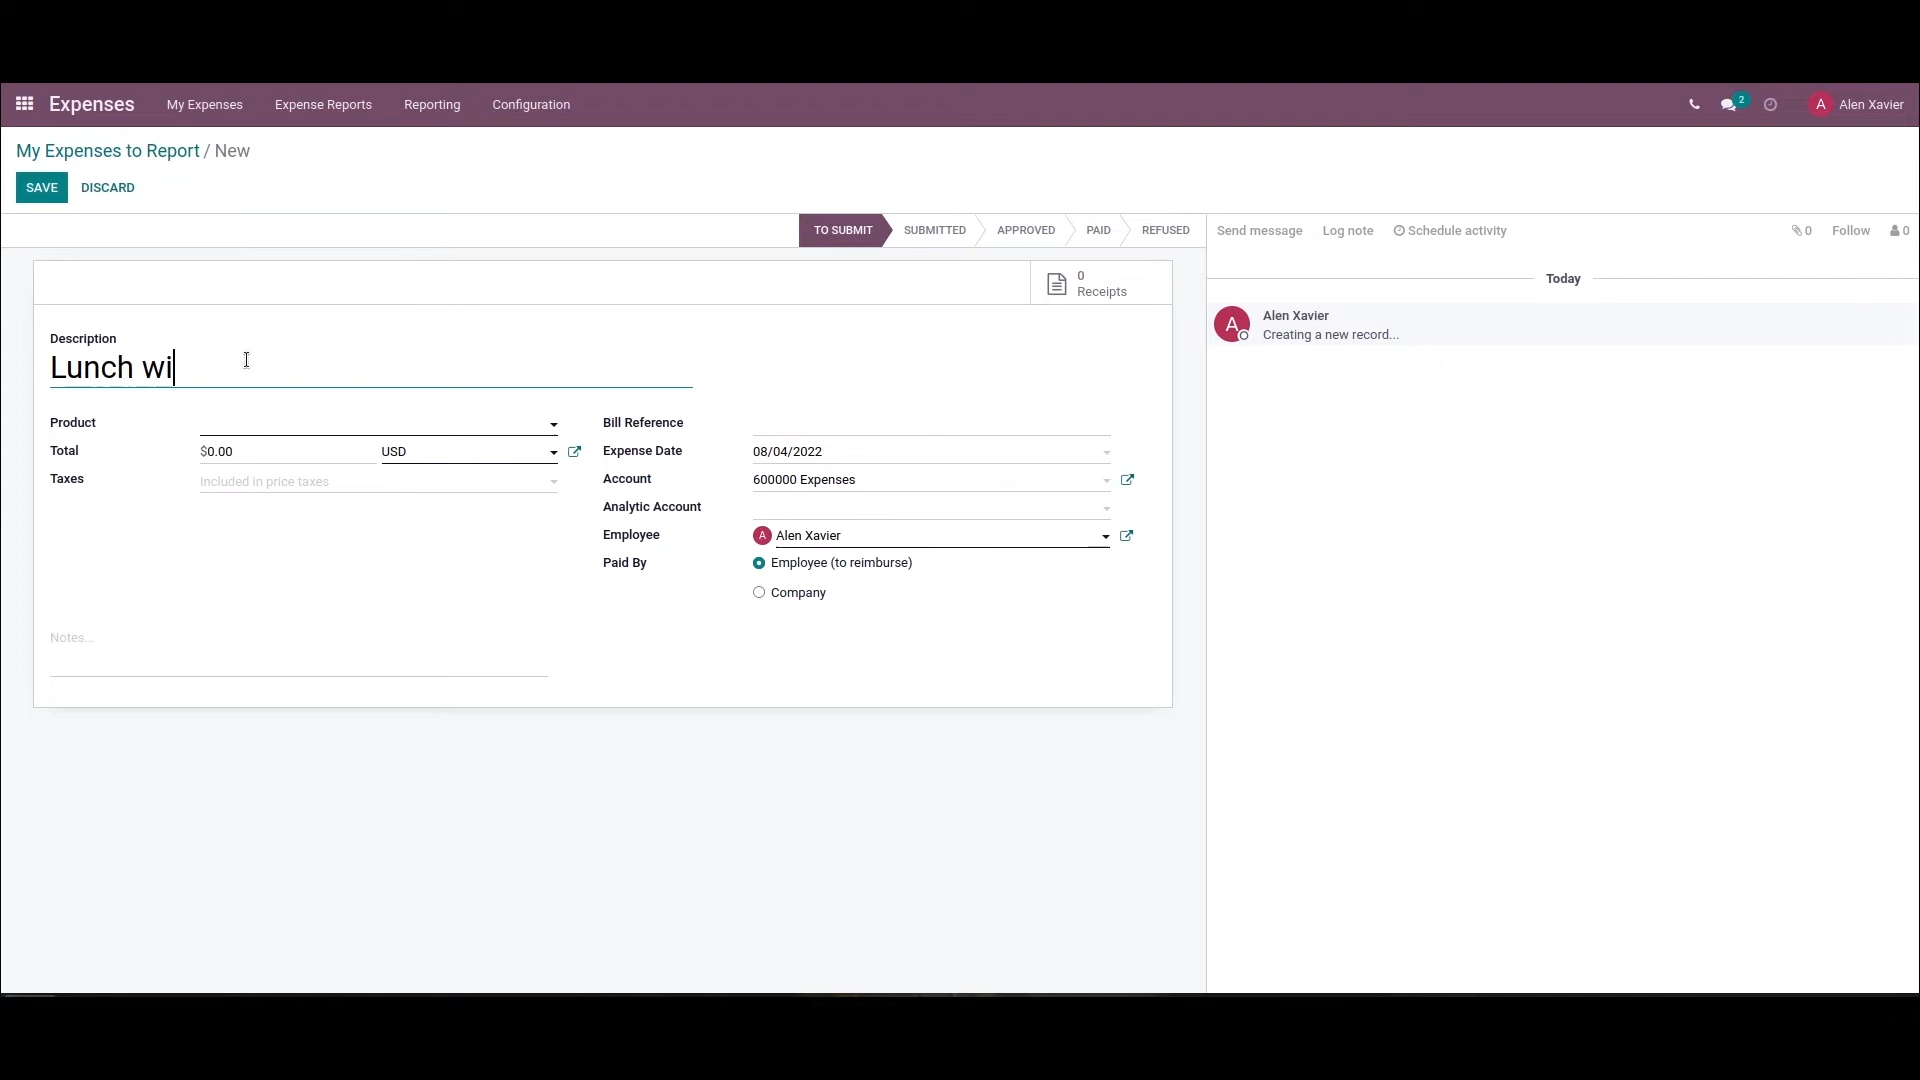 Expenses My Expenses Expense Reports Reporting Configuration 2 A Alen Xavier
My Expenses to Report / New
SAVE DISCARD
TO SUBMIT SUBMITTED APPROVED PAID REFUSED
Send message Log note Schedule activity 0 Follow 0
0
Receipts
Today
A Alen Xavier
Creating a new record...
Description
Lunch wi
Product
Total $0.00 USD
Taxes Included in price taxes
Bill Reference
Expense Date 08/04/2022
Account 600000 Expenses
Analytic Account
Employee A Alen Xavier
Paid By Employee (to reimburse)
Company
Notes...